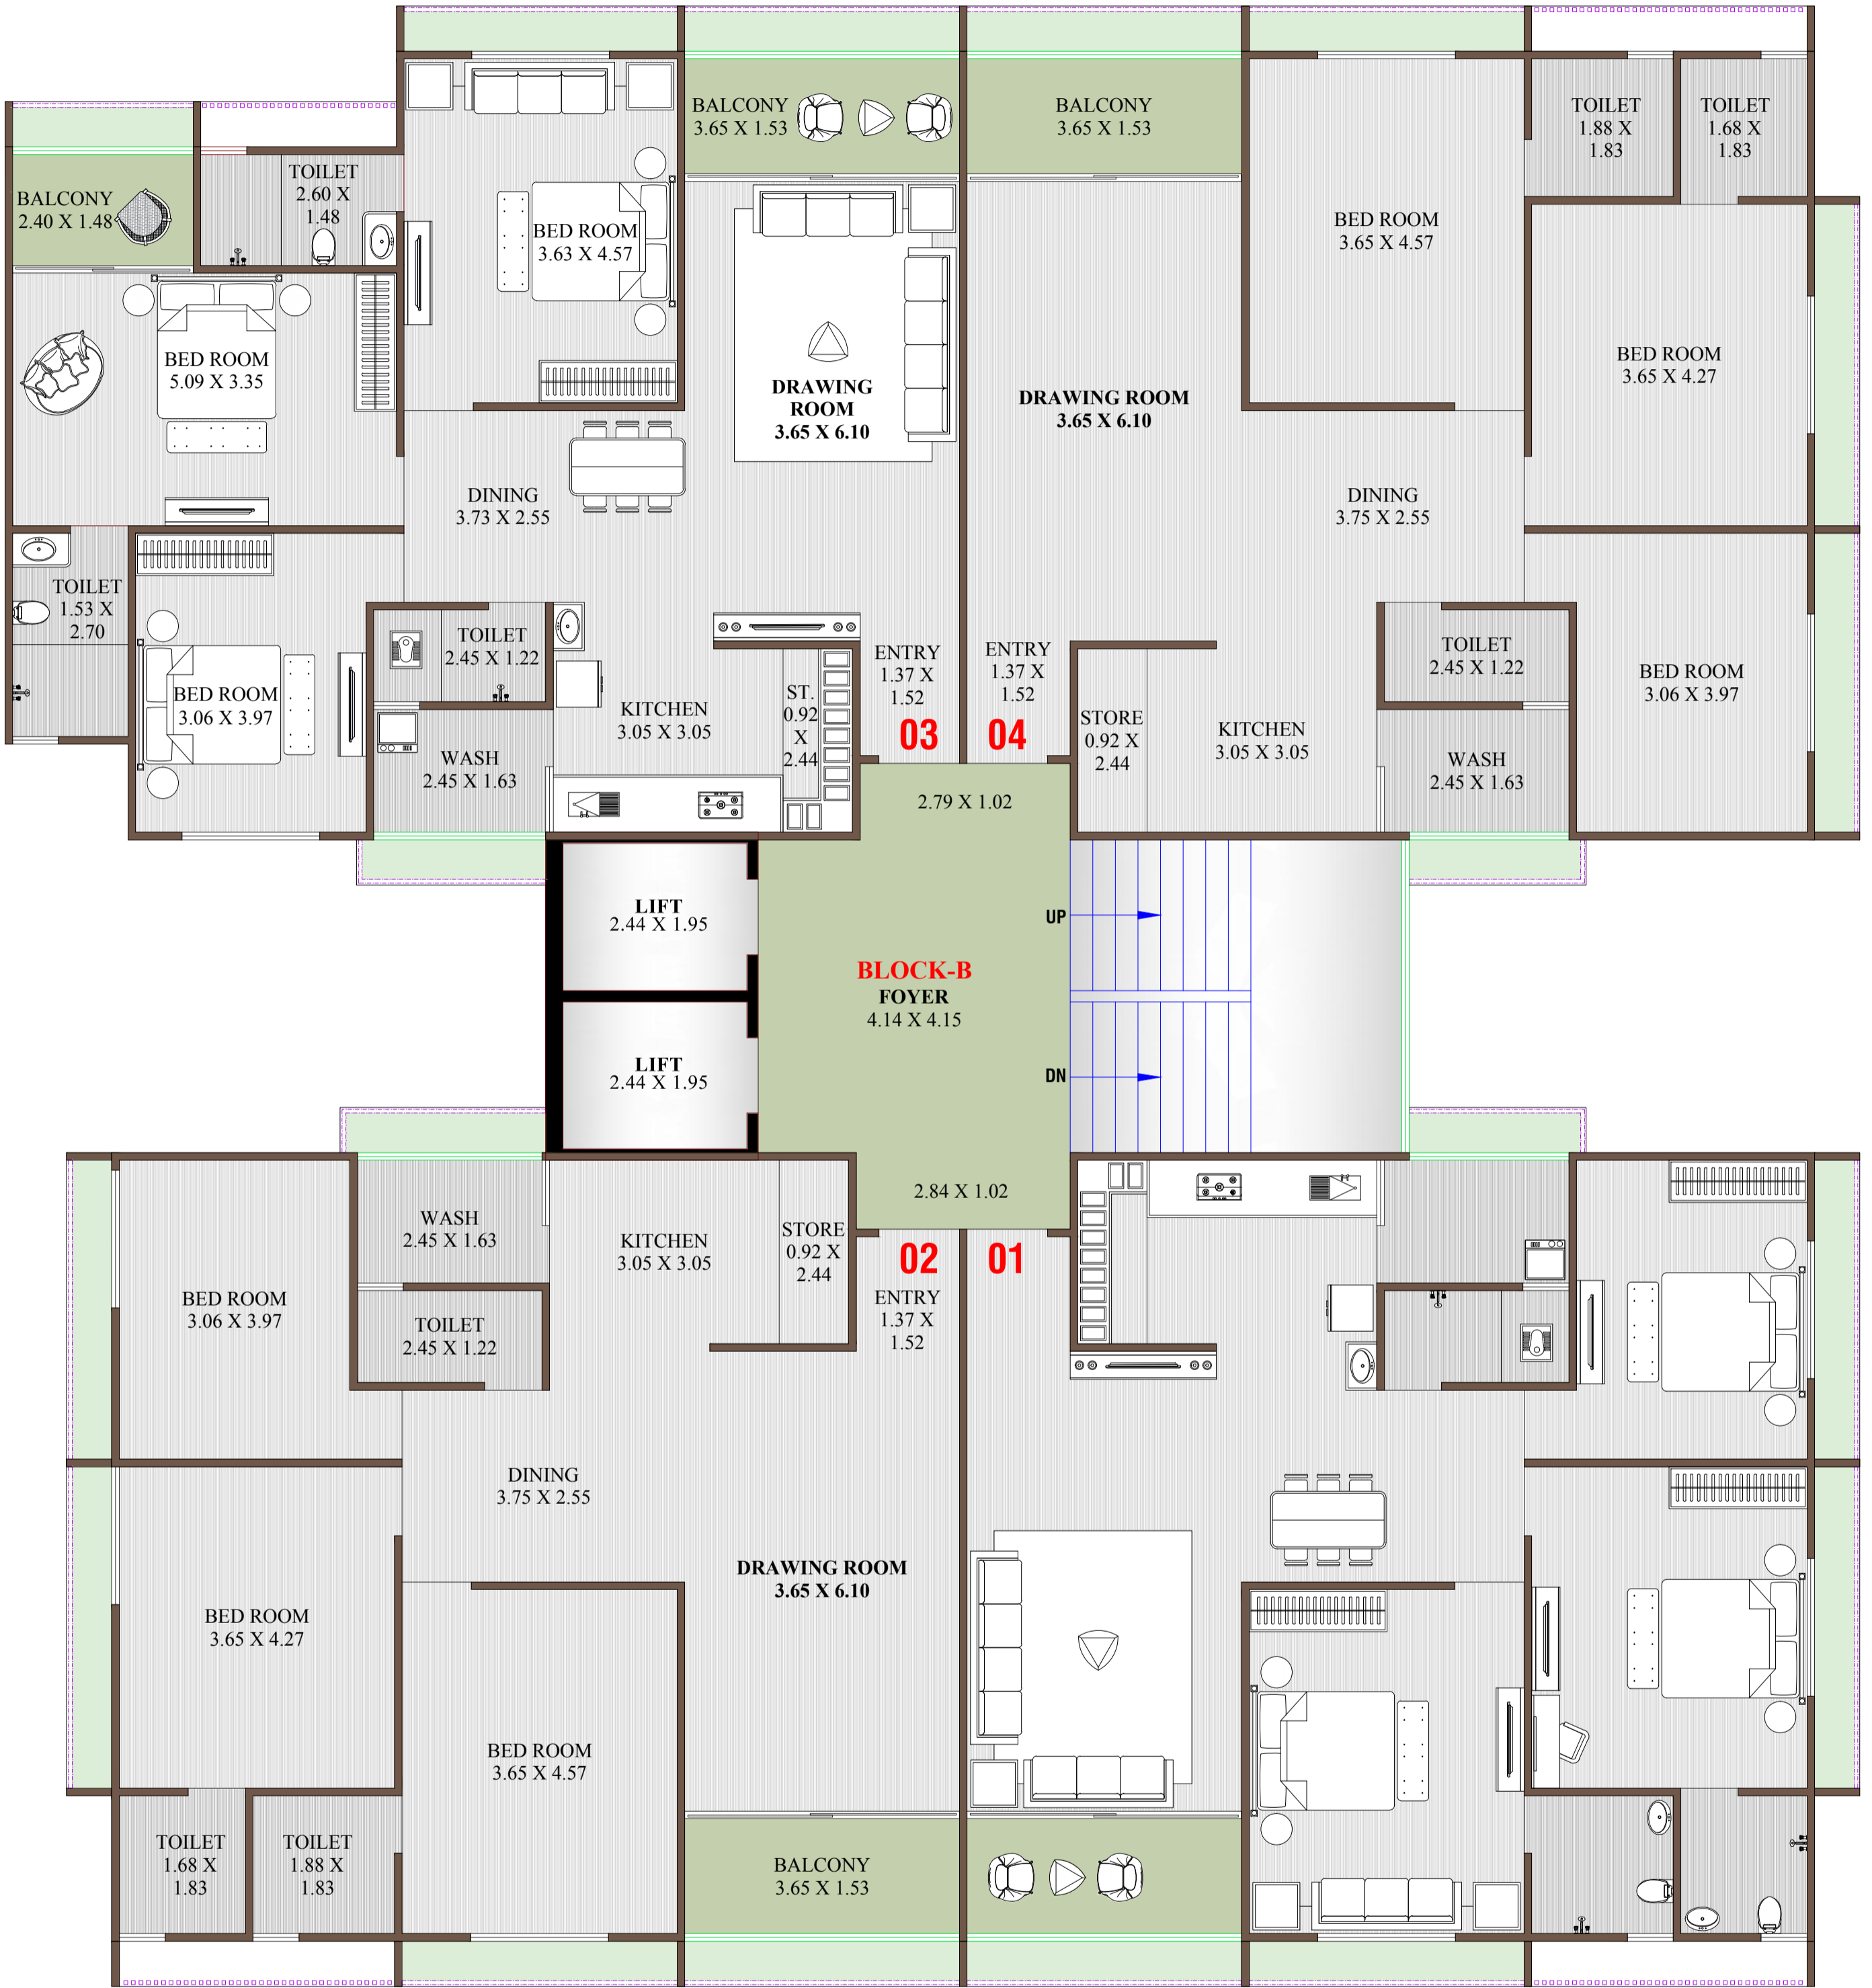 BALCONY
3.65 X 1.53
BALCONY
3.65 X 1.53
TOILET
1.88 X
1.83
TOILET
1.68 X
1.83
BALCONY
2.40 X 1.48
TOILET
2.60 X
1.48
BED ROOM
3.63 X 4.57
BED ROOM
3.65 X 4.57
BED ROOM
5.09 X 3.35
DRAWING
ROOM
3.65 X 6.10
DRAWING ROOM
3.65 X 6.10
BED ROOM
3.65 X 4.27
DINING
3.73 X 2.55
DINING
3.75 X 2.55
TOILET
1.53 X
2.70
TOILET
2.45 X 1.22
ENTRY
1.37 X
1.52
ENTRY
1.37 X
1.52
TOILET
2.45 X 1.22
BED ROOM
3.06 X 3.97
BED ROOM
3.06 X 3.97
KITCHEN
3.05 X 3.05
ST.
0.92
X
2.44
03
04
STORE
0.92 X
2.44
KITCHEN
3.05 X 3.05
WASH
2.45 X 1.63
WASH
2.45 X 1.63
2.79 X 1.02
LIFT
2.44 X 1.95
UP
BLOCK-B
FOYER
4.14 X 4.15
LIFT
2.44 X 1.95
DN
2.84 X 1.02
WASH
2.45 X 1.63
KITCHEN
3.05 X 3.05
STORE
0.92 X
2.44
02
01
ENTRY
1.37 X
1.52
BED ROOM
3.06 X 3.97
TOILET
2.45 X 1.22
DINING
3.75 X 2.55
DRAWING ROOM
3.65 X 6.10
BED ROOM
3.65 X 4.27
BED ROOM
3.65 X 4.57
TOILET
1.68 X
1.83
TOILET
1.88 X
1.83
BALCONY
3.65 X 1.53